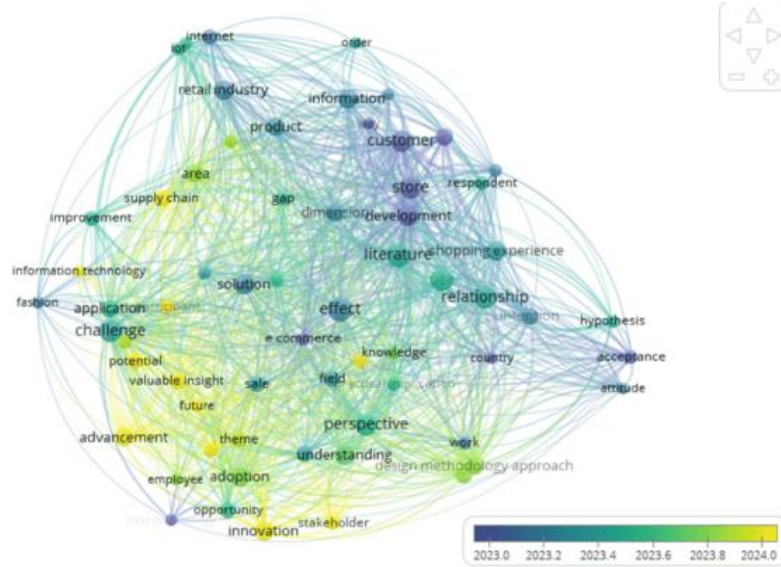 internet
iot
order
retail industry
information
product
customer
area
store
respondent
supply chain
gap
dimension
development
improvement
literature
shopping experience
information technology
solution
fashion
application
effect
relationship
intention
hypothesis
challenge
e commerce
knowledge
country
acceptance
potential
valuable insight
sale
field
attitude
future
advancement
theme
perspective
work
understanding
design methodology approach
employee
adoption
opportunity
innovation
stakeholder
2023.0 2023.2 2023.4 2023.6 2023.8 2024.0